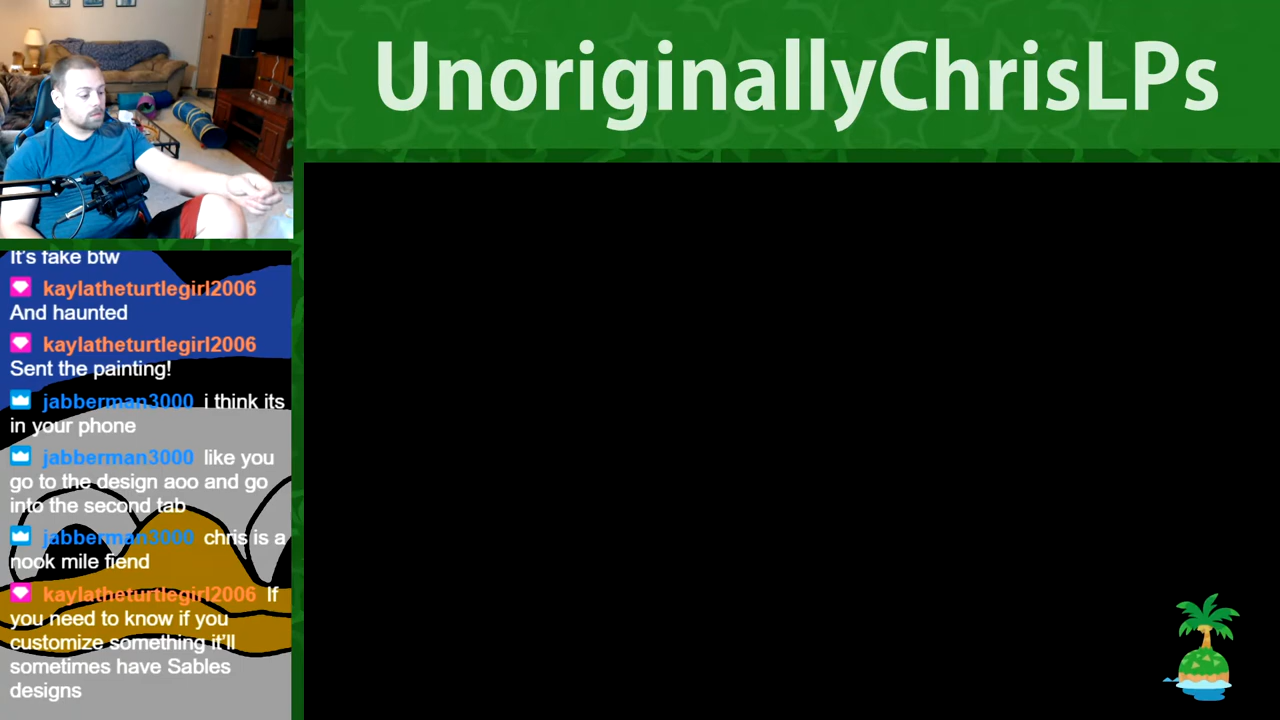 UnoriginallyChrisLPs
It's fake btw
kaylatheturtlegirl2006
And haunted
kaylatheturtlegirl2006
Sent the painting!
jabberman3000 i think its
in your phone
jabberman3000 like you
go to the design aoo and go
into the second tab
jabberman3000 chris is a
nook mile fiend
kaylatheturtlegirl2006 If
you need to know if you
customize something it'll
sometimes have Sables
designs